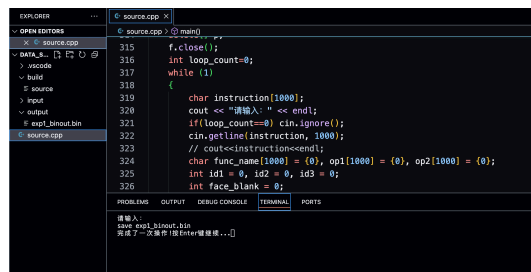 EXPLORER ···
source.cpp ×
OPEN EDITORS
source.cpp > main()
× source.cpp
DATA_S...
.vscode
build
source
input
output
exp1_binout.bin
source.cpp
315 f.close();
316 int loop_count=0;
317 while (1)
318 {
319 char instruction[1000];
320 cout << "请输入: " << endl;
321 if(loop_count==0) cin.ignore();
322 cin.getline(instruction, 1000);
323 // cout<<instruction<<endl;
324 char func_name[1000] = {0}, op1[1000] = {0}, op2[1000] = {0};
325 int id1 = 0, id2 = 0, id3 = 0;
326 int face_blank = 0;
PROBLEMS OUTPUT DEBUG CONSOLE TERMINAL PORTS
请输入:
save exp1_binout.bin
完成了一次操作!按Enter键继续...